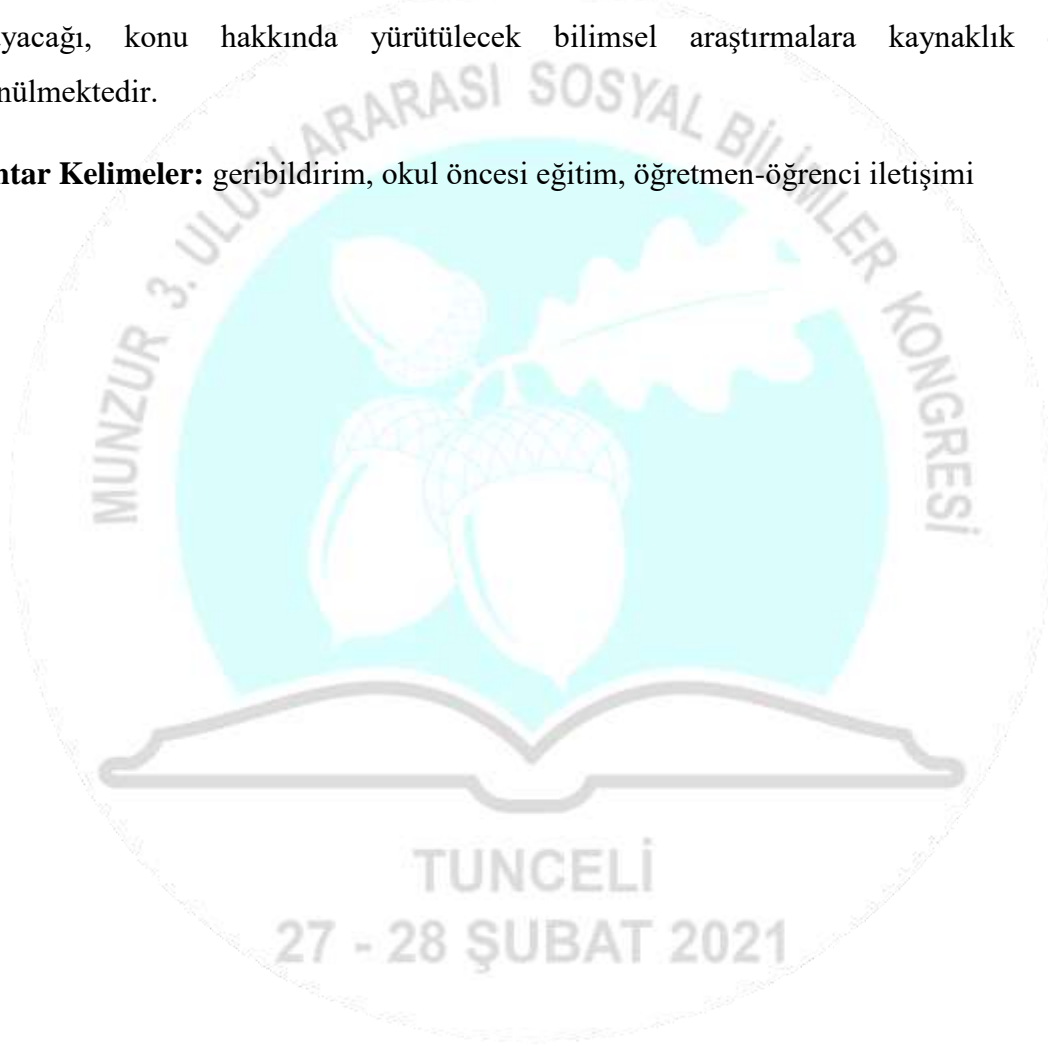 yacağı, konu hakkında yürütülecek bilimsel araştırmalara kaynaklık
nülmektedir.
ntar Kelimeler: geribildirim, okul öncesi eğitim, öğretmen-öğrenci iletişimi
MUNZUR 3. ULUSLARARASI SOSYAL BİLİMLER KONGRESİ
TUNCELİ
27 - 28 ŞUBAT 2021